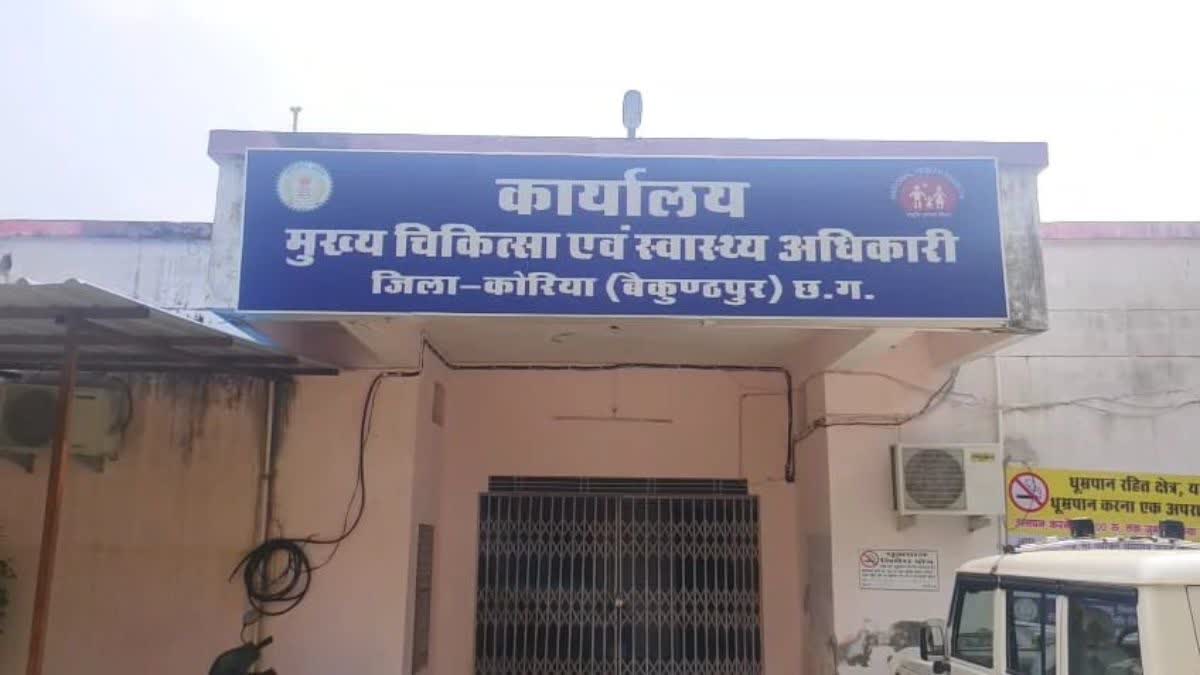 कार्यालय
मुख्य चिकित्सा एवं स्वास्थ्य अधिकारी
जिला-कोरिया (बैकुण्ठपुर) छ.ग.
धूम्रपान रहित क्षेत्र, य
धूम्रपान करना एक अपरा